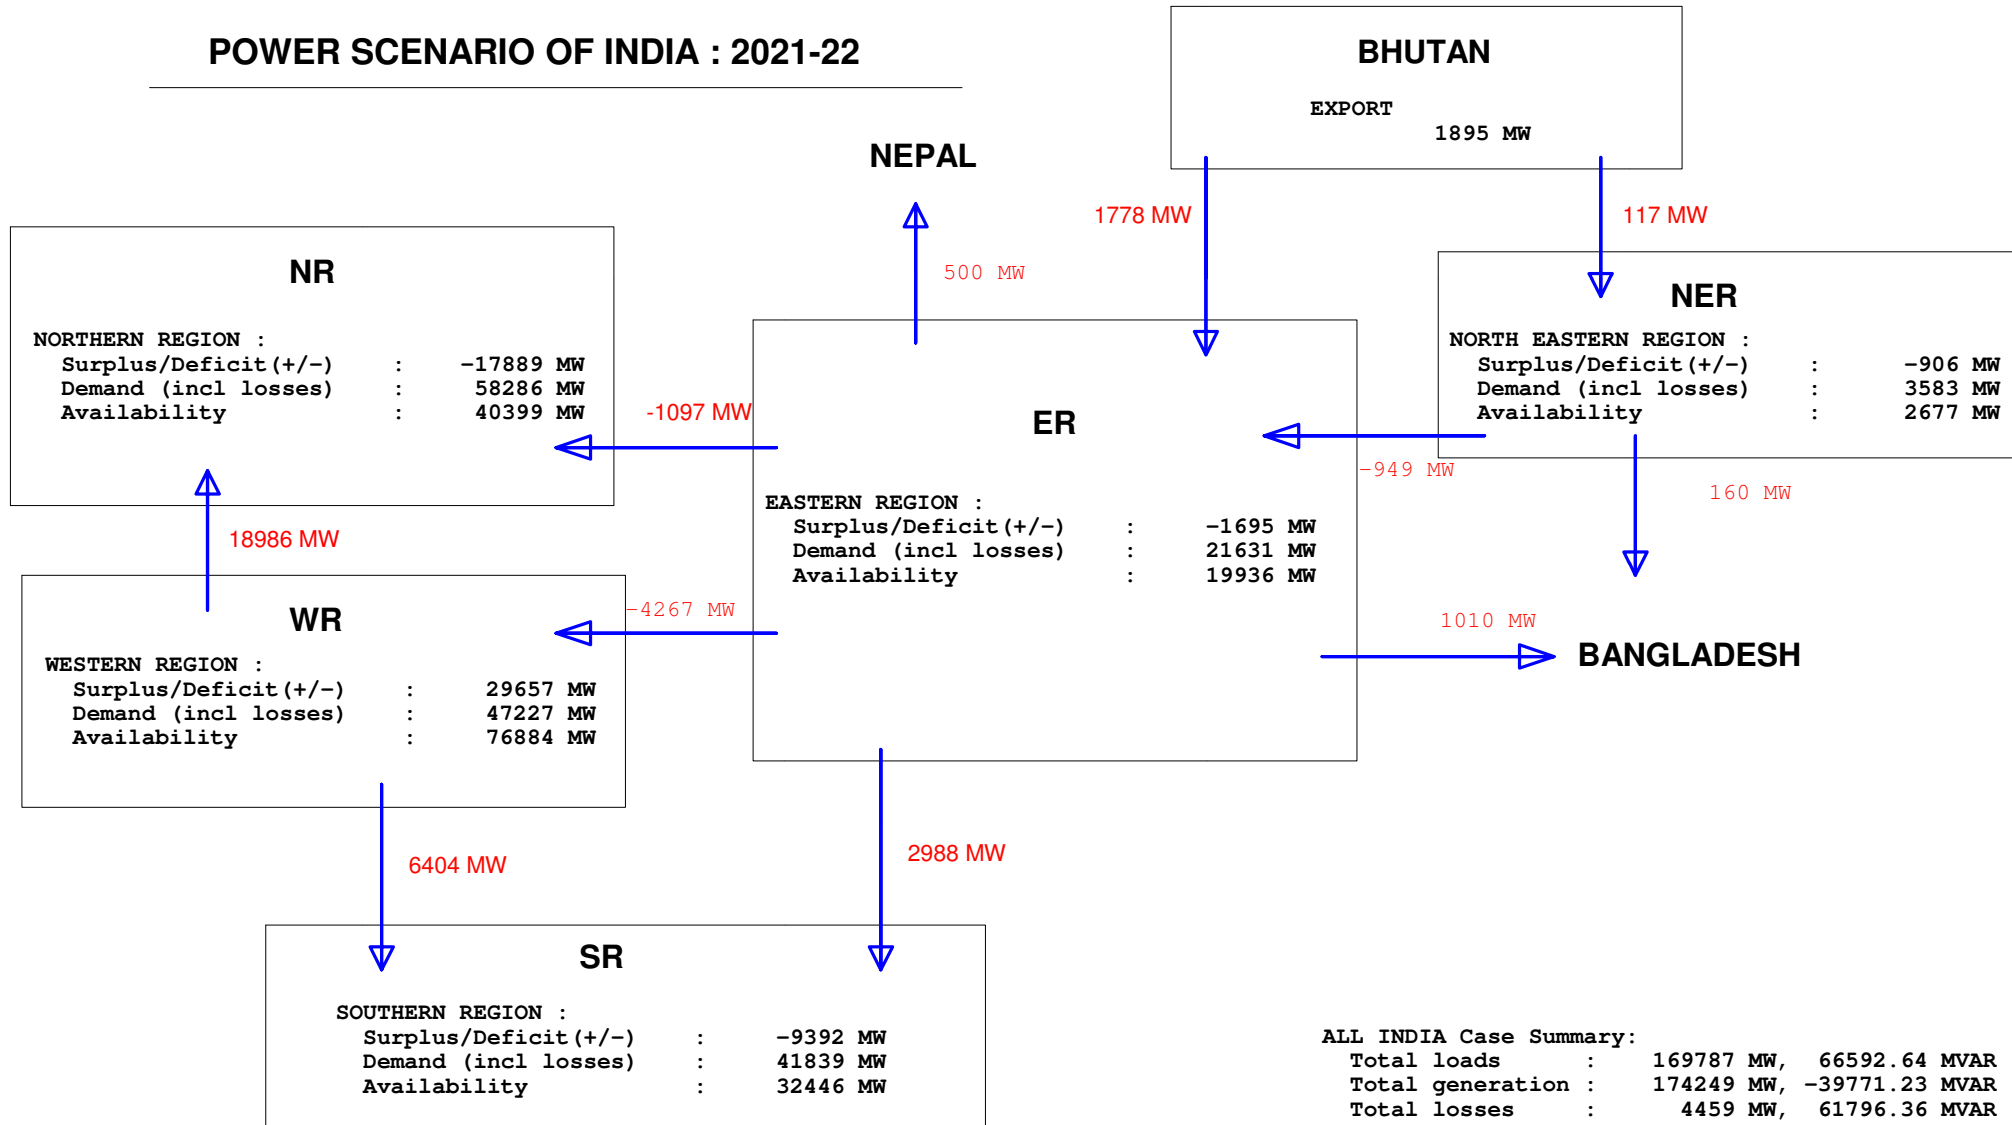 POWER SCENARIO OF INDIA : 2021-22
BHUTAN
EXPORT
1895 MW
NEPAL
1778 MW
117 MW
500 MW
NR
NORTHERN REGION :
Surplus/Deficit(+/-) : -17889 MW
Demand (incl losses) : 58286 MW
Availability : 40399 MW
-1097 MW
NER
NORTH EASTERN REGION :
Surplus/Deficit(+/-) : -906 MW
Demand (incl losses) : 3583 MW
Availability : 2677 MW
ER
-949 MW
160 MW
EASTERN REGION :
Surplus/Deficit(+/-) : -1695 MW
Demand (incl losses) : 21631 MW
Availability : 19936 MW
18986 MW
-4267 MW
1010 MW
BANGLADESH
WR
WESTERN REGION :
Surplus/Deficit(+/-) : 29657 MW
Demand (incl losses) : 47227 MW
Availability : 76884 MW
6404 MW
2988 MW
SR
SOUTHERN REGION :
Surplus/Deficit(+/-) : -9392 MW
Demand (incl losses) : 41839 MW
Availability : 32446 MW
ALL INDIA Case Summary:
Total loads : 169787 MW, 66592.64 MVAR
Total generation : 174249 MW, -39771.23 MVAR
Total losses : 4459 MW, 61796.36 MVAR